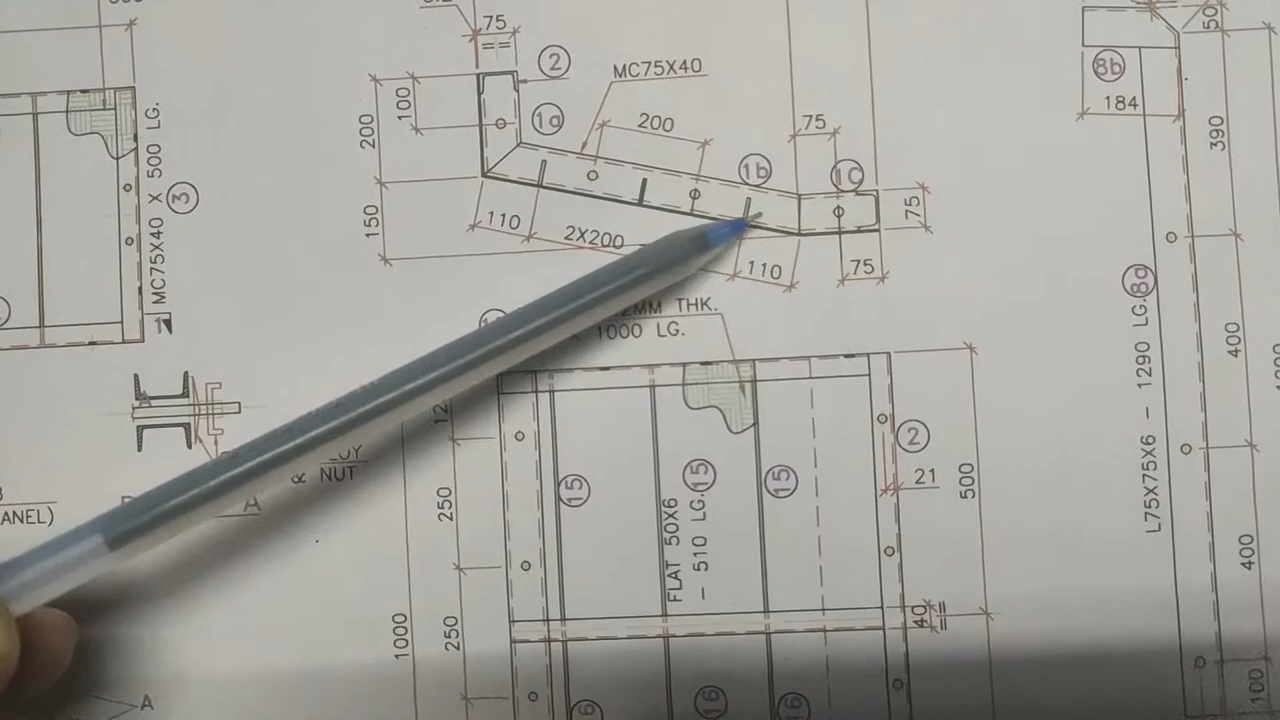 75
==
2
MC75X40
100
200
1a
200
75
1b
1C
75
150
110
2X200
110
75
MC75X40 X 500 LG.
3
MM THK.
1000 LG.
8b
184
50
390
400
400
100
L75X75X6 - 1290 LG.
8a
2
21
500
15
FLAT 50X6
- 510 LG.
15
15
250
250
1000
40
==
16
16
NUT
A
ANEL)
A